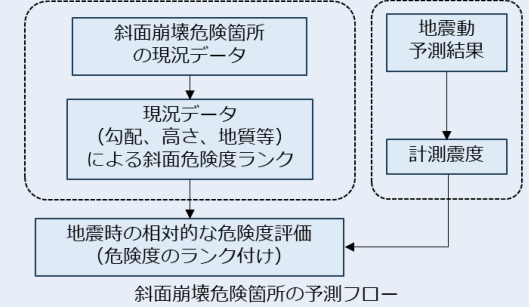 斜面崩壊危険箇所
の現況データ
地震動
予測結果
現況データ
(勾配、高さ、地質等)
による斜面危険度ランク
計測震度
地震時の相対的な危険度評価
(危険度のランク付け)
斜面崩壊危険箇所の予測フロー